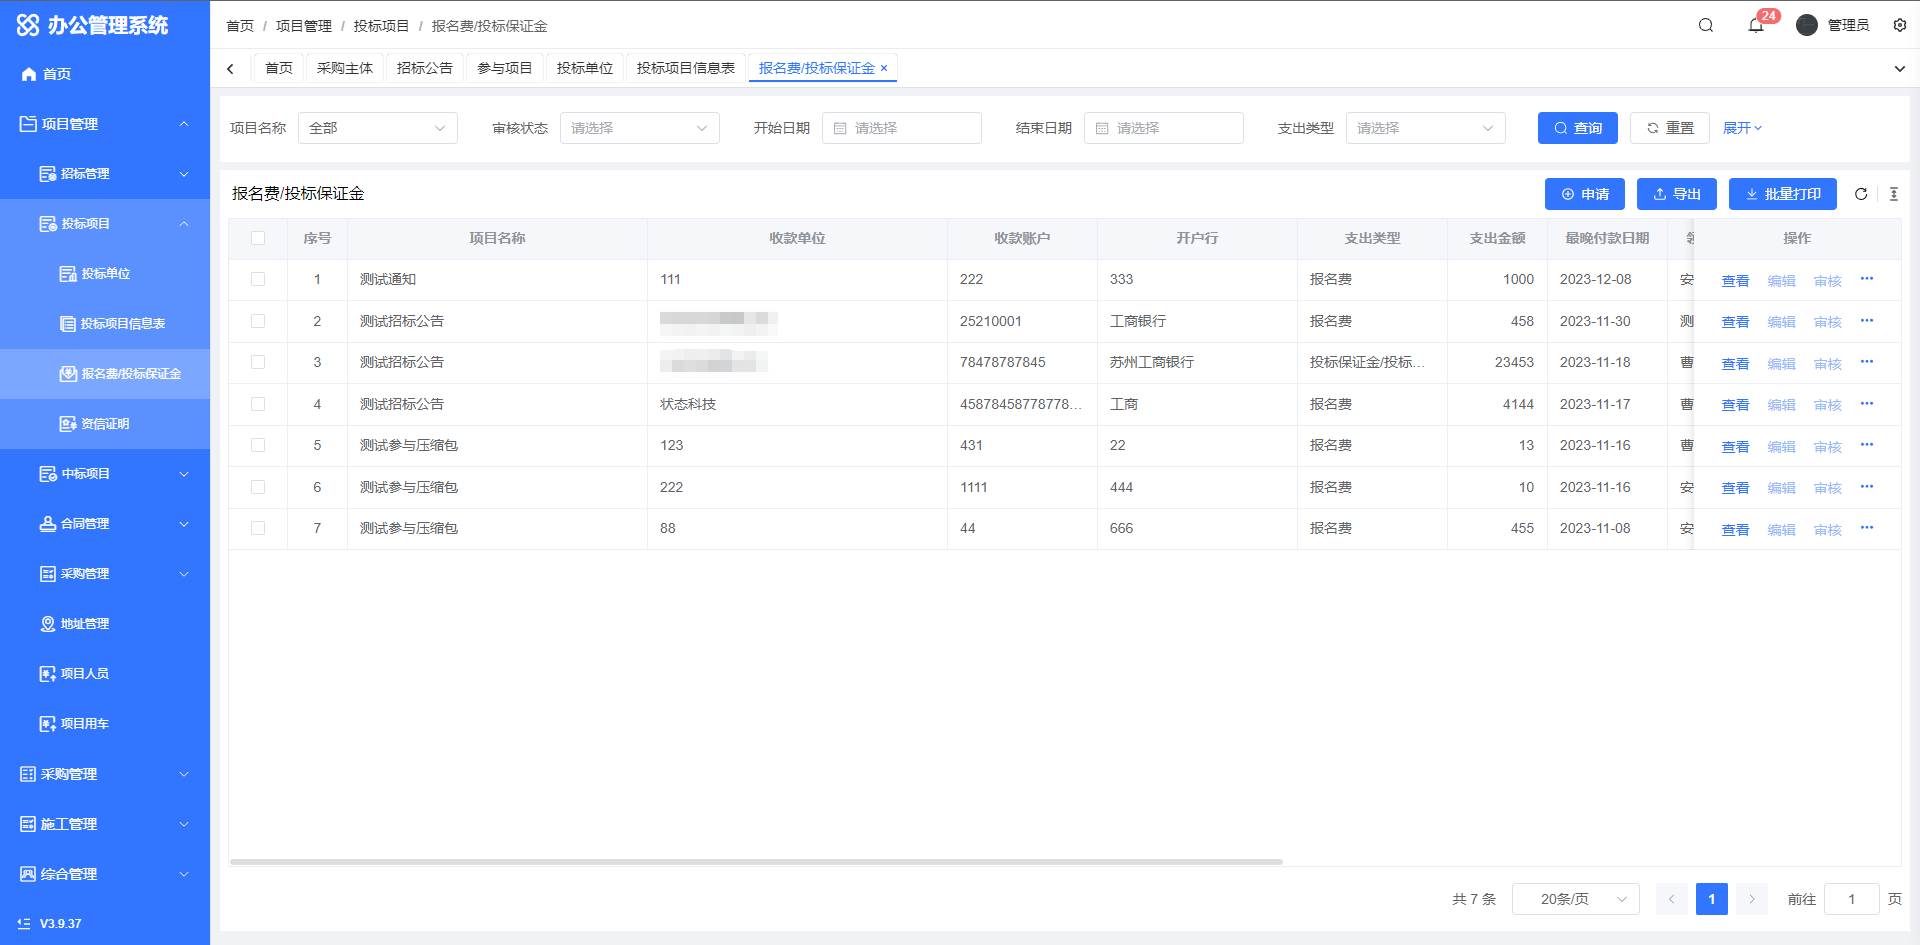 办公管理系统
首页
项目管理
招标管理
投标项目
投标单位
投标项目信息表
报名费/投标保证金
资信证明
中标项目
合同管理
采购管理
地址管理
项目人员
项目用车
采购管理
施工管理
综合管理
V3.9.37
首页 / 项目管理 / 投标项目 / 报名费/投标保证金
24
管理员
首页 采购主体 招标公告 参与项目 投标单位 投标项目信息表 报名费/投标保证金 ×
项目名称 全部 审核状态 请选择 开始日期 请选择 结束日期 请选择 支出类型 请选择 查询 重置 展开
报名费/投标保证金 申请 导出 批量打印
序号 项目名称 收款单位 收款账户 开户行 支出类型 支出金额 最晚付款日期 操作
1 测试通知 111 222 333 报名费 1000 2023-12-08 安 查看 编辑 审核 ···
2 测试招标公告 25210001 工商银行 报名费 458 2023-11-30 测 查看 编辑 审核 ···
3 测试招标公告 78478787845 苏州工商银行 投标保证金/投标... 23453 2023-11-18 曹 查看 编辑 审核 ···
4 测试招标公告 状态科技 45878458778778... 工商 报名费 4144 2023-11-17 曹 查看 编辑 审核 ···
5 测试参与压缩包 123 431 22 报名费 13 2023-11-16 曹 查看 编辑 审核 ···
6 测试参与压缩包 222 1111 444 报名费 10 2023-11-16 安 查看 编辑 审核 ···
7 测试参与压缩包 88 44 666 报名费 455 2023-11-08 安 查看 编辑 审核 ···
共 7 条 20条/页 1 前往 1 页